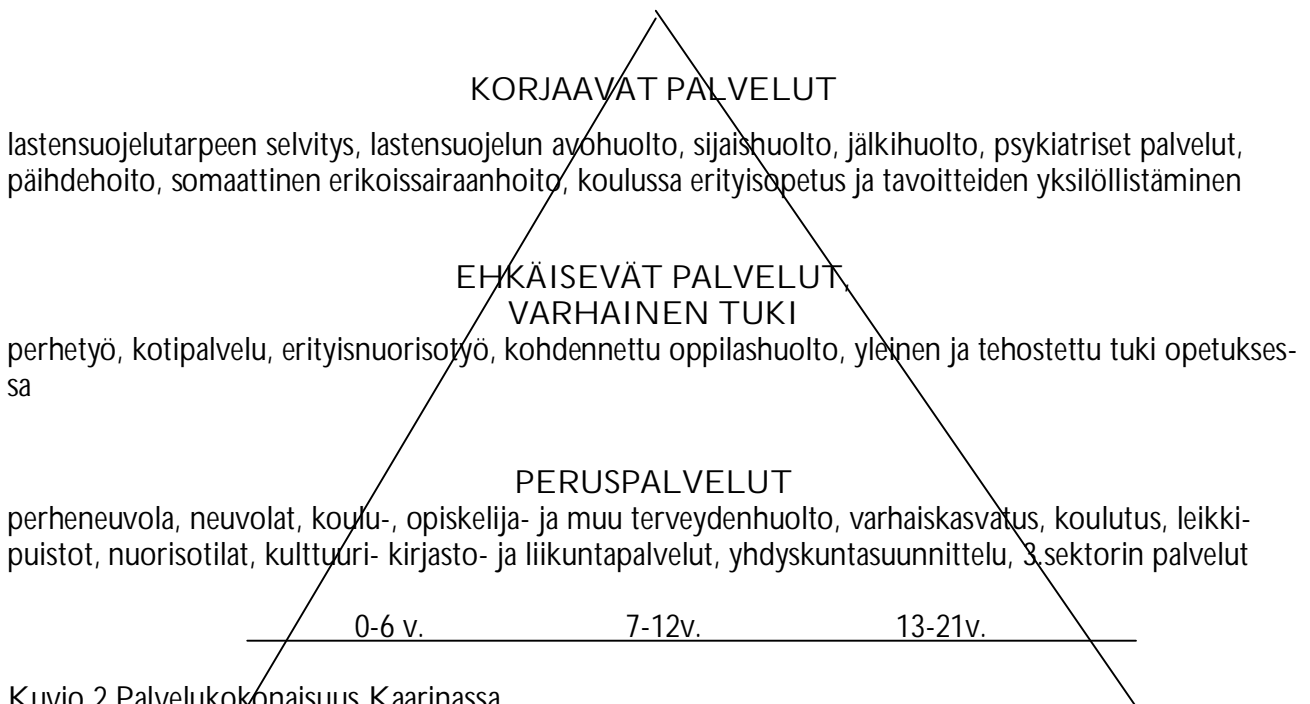 KORJAAVAT PALVELUT
lastensuojelutarpeen selvitys, lastensuojelun avohuolto, sijaishuolto, jälkihuolto, psykiatriset palvelut,
päihdehoito, somaattinen erikoissairaanhoito, koulussa erityisopetus ja tavoitteiden yksilöllistäminen
EHKÄISEVÄT PALVELUT,
VARHAINEN TUKI
perhetyö, kotipalvelu, erityisnuorisotyö, kohdennettu oppilashuolto, yleinen ja tehostettu tuki opetukses-
sa
PERUSPALVELUT
perheneuvola, neuvolat, koulu-, opiskelija- ja muu terveydenhuolto, varhaiskasvatus, koulutus, leikki-
puistot, nuorisotilat, kulttuuri- kirjasto- ja liikuntapalvelut, yhdyskuntasuunnittelu, 3.sektorin palvelut
0-6 v. 7-12v. 13-21v.
Kuvio 2 Palvelukokonaisuus Kaarinassa